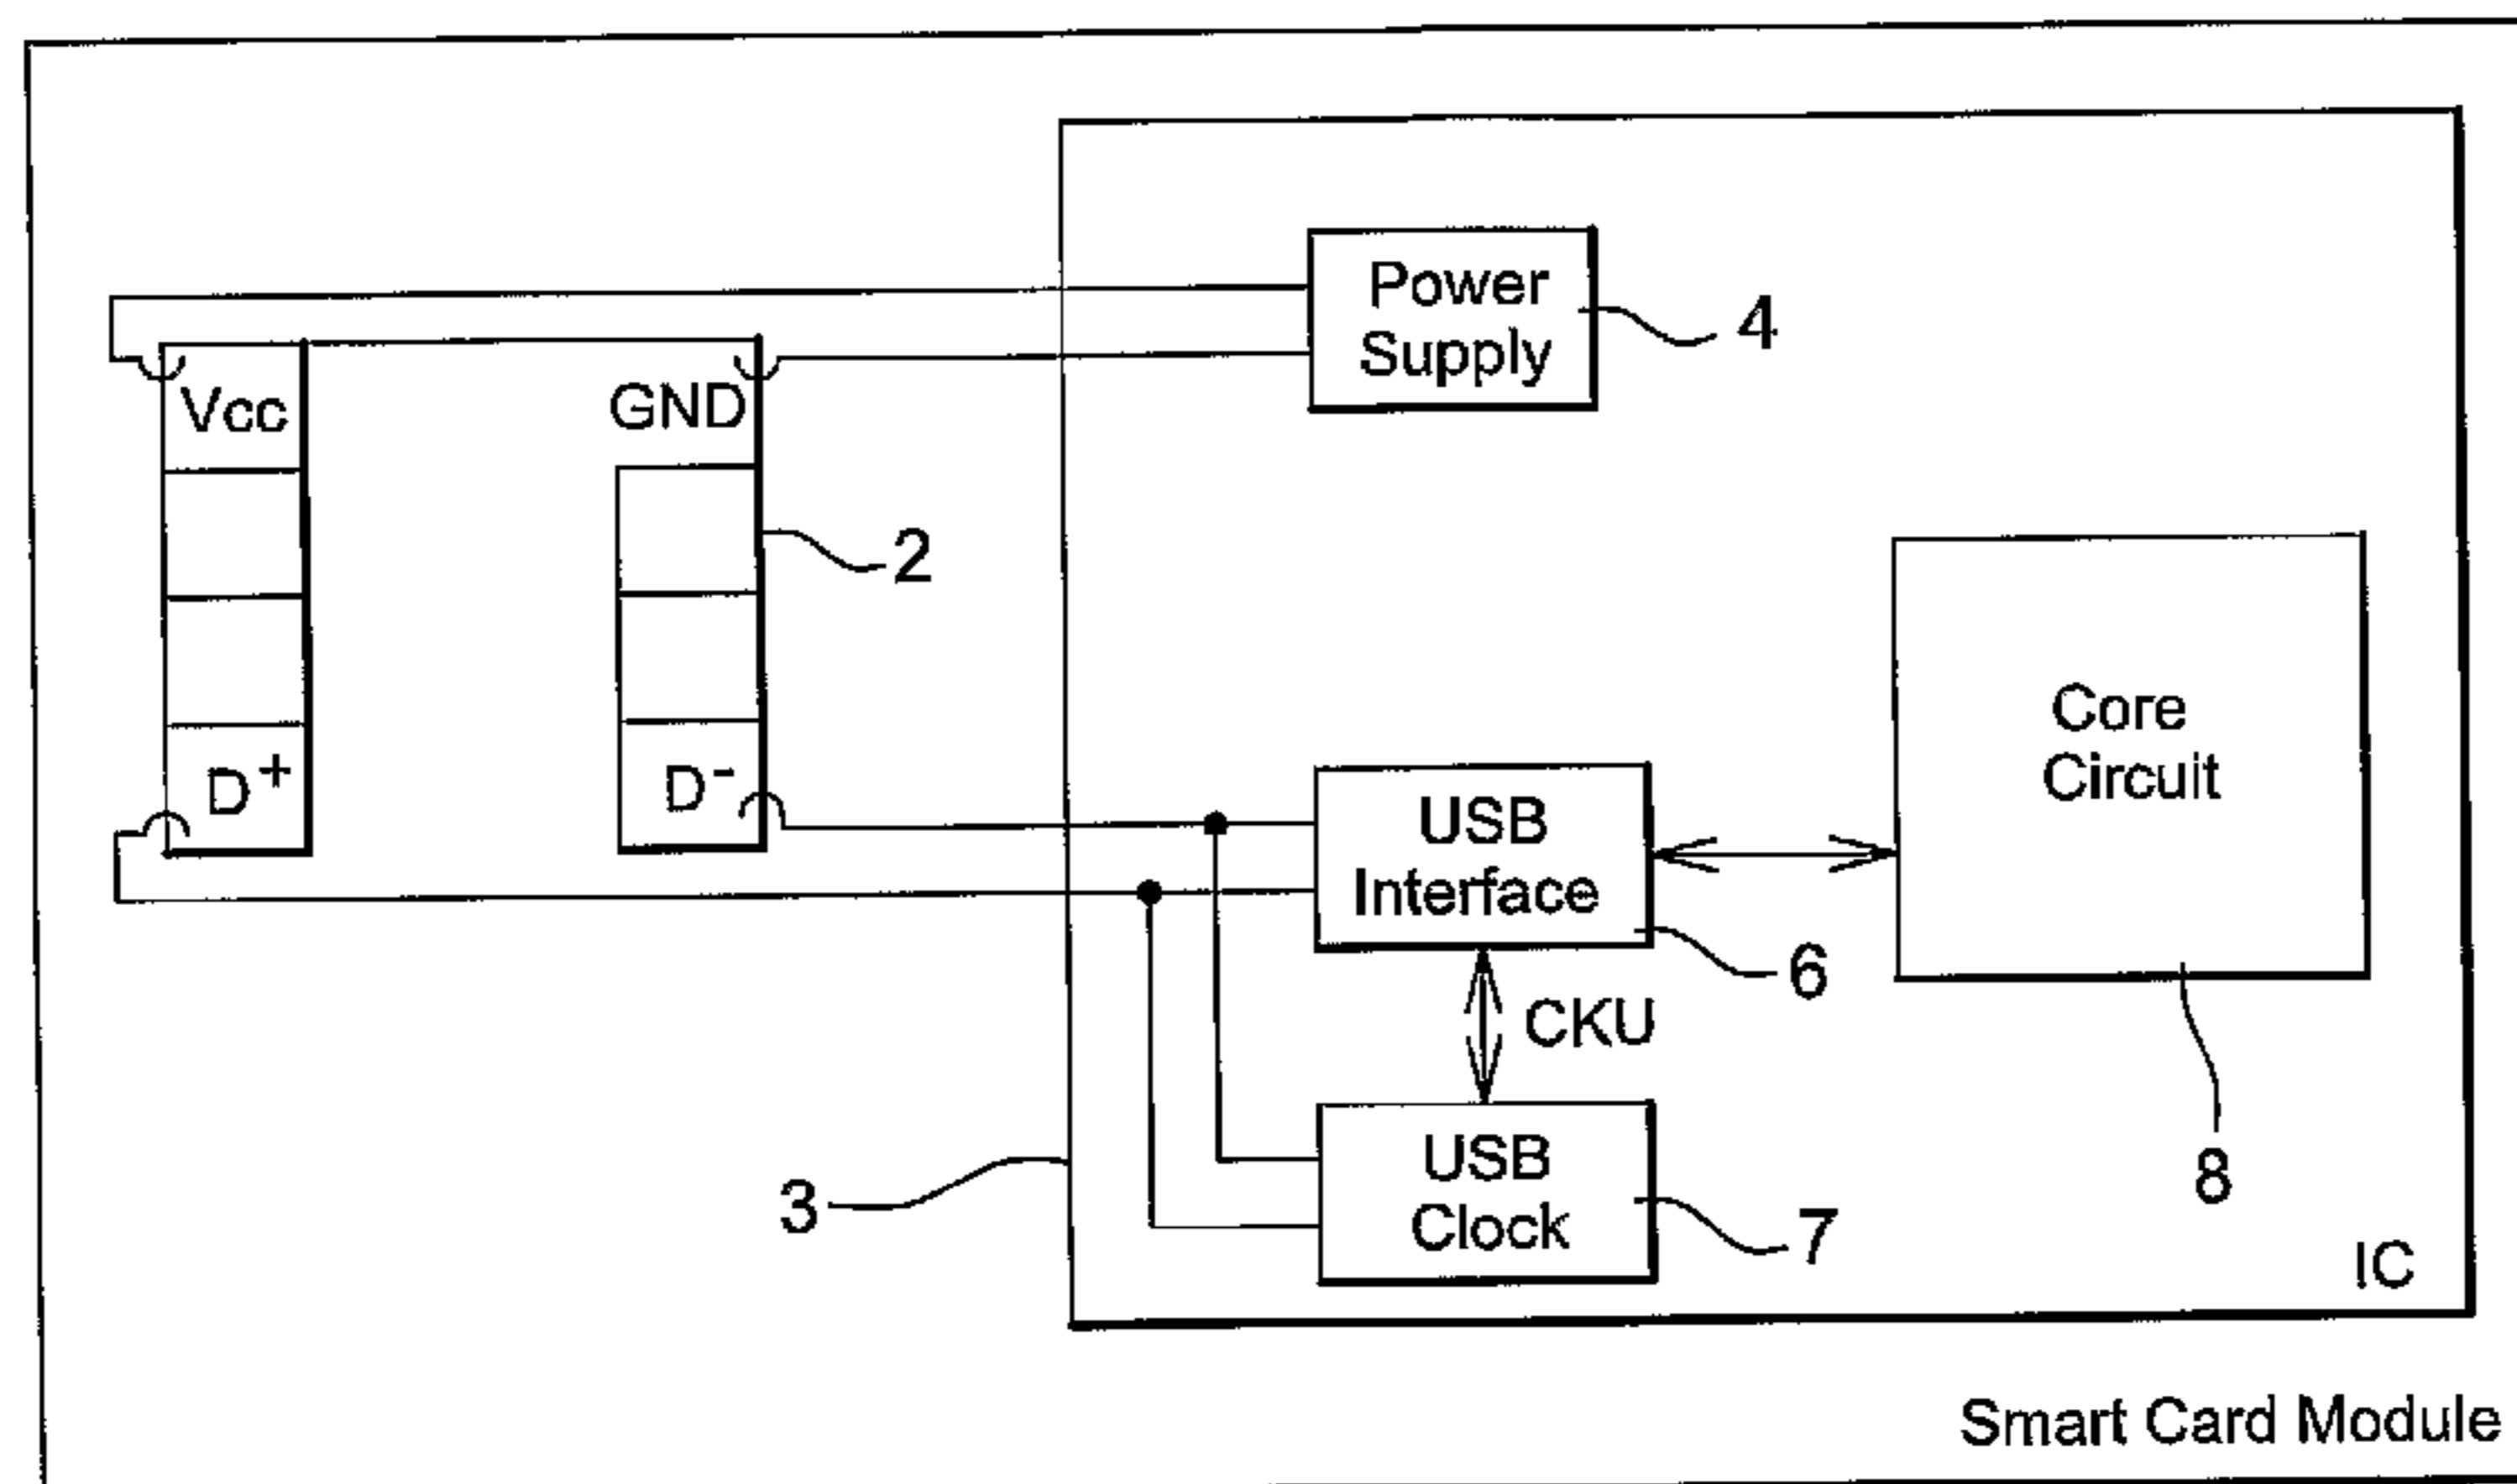 Power
Supply
4
Vcc
GND
2
Core
Circuit
D+
D-
USB
Interface
6
CKU
USB
Clock
7
3
8
IC
Smart Card Module